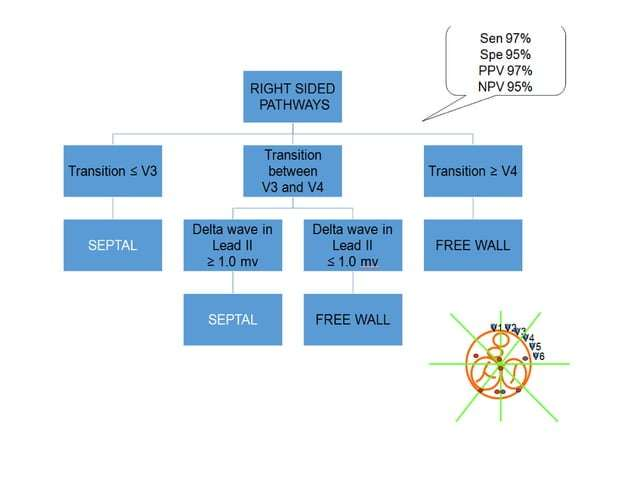 Sen 97%
Spe 95%
PPV 97%
NPV 95%
RIGHT SIDED
PATHWAYS
Transition ≤ V3
Transition
between
V3 and V4
Transition ≥ V4
SEPTAL
Delta wave in
Lead II
≥ 1.0 mv
Delta wave in
Lead II
≤ 1.0 mv
FREE WALL
SEPTAL
FREE WALL
V1
V2
V3
V4
V5
V6